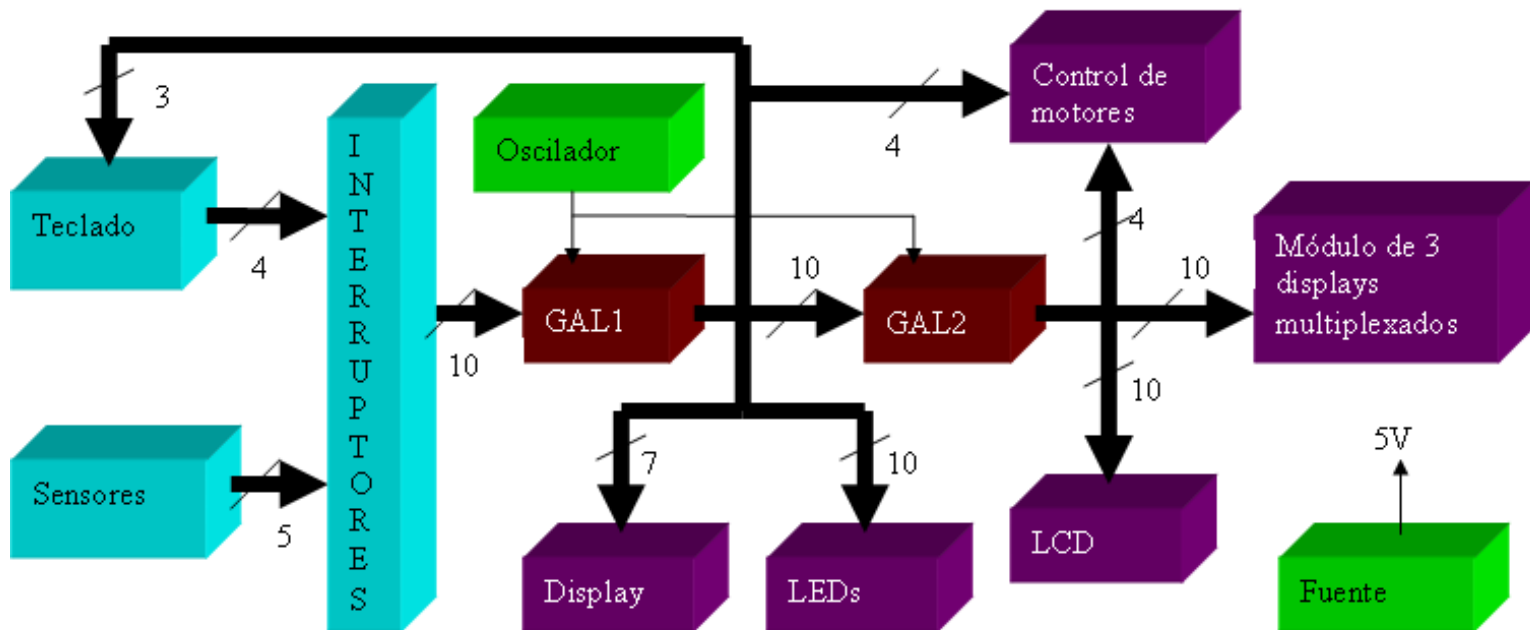 Control de
motores
3
4
Oscilador
Teclado
4
INTERRUPTORES
4
Módulo de 3
displays
multiplexados
10
10
GAL1
GAL2
10
10
Sensores
5
7
10
5V
Display
LEDs
LCD
Fuente